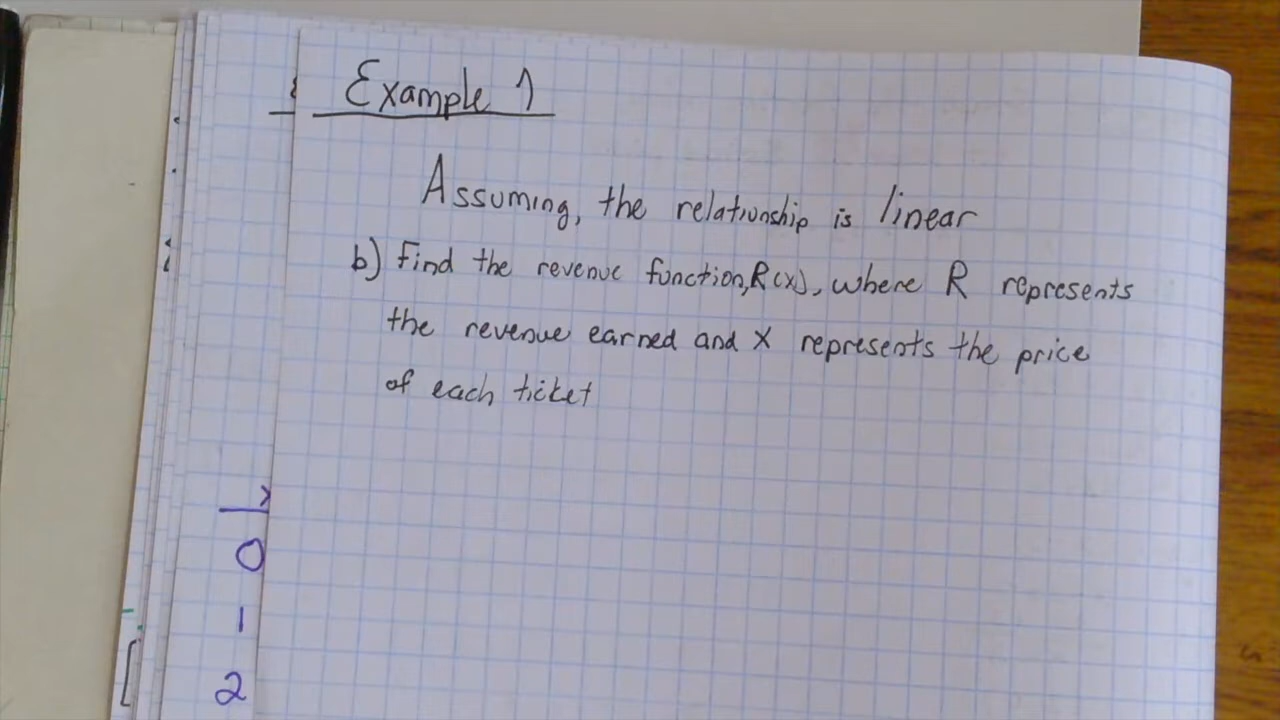 Example 1
Assuming, the relationship is linear
b) Find the revenue function, R(x), where R represents
the revenue earned and x represents the price
of each ticket
x
0
1
2